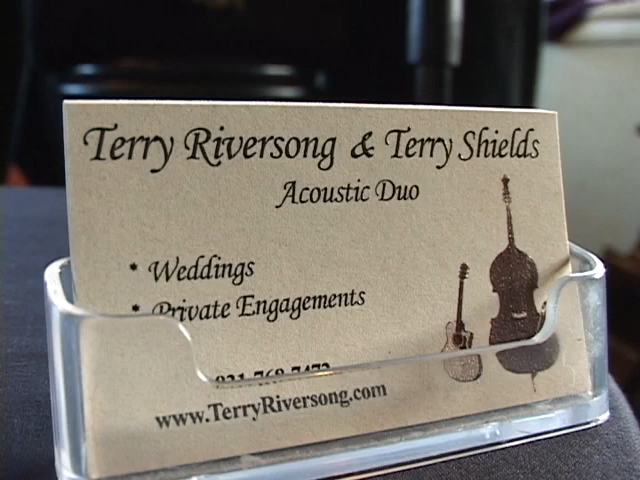 Terry Riversong & Terry Shields
Acoustic Duo
* Weddings
* Private Engagements
www.TerryRiversong.com